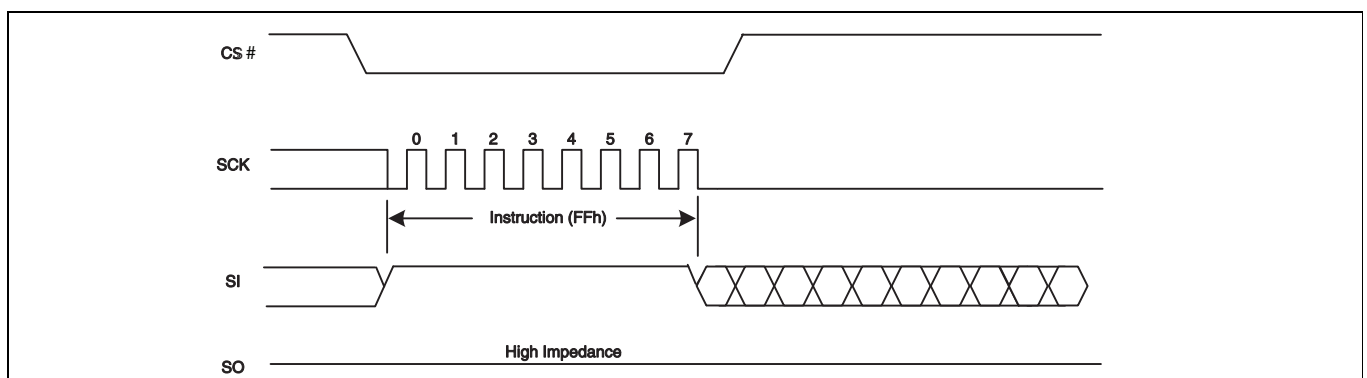 CS #
0 1 2 3 4 5 6 7
SCK
Instruction (FFh)
SI
High Impedance
SO